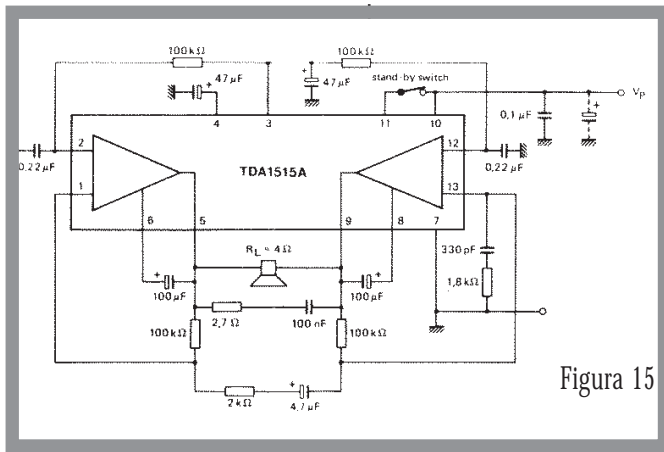 100 kΩ
100 kΩ
47 µF
+
+
47 µF
stand-by switch
VP
4
3
11
10
0,1 µF
+
2
TDA1515A
12
0,22 µF
0,22 µF
1
13
6
5
9
8
7
RL = 4 Ω
330 pF
+
+
100 µF
100 µF
1,8 kΩ
2,7 Ω
100 nF
100 kΩ
100 kΩ
+
2 kΩ
4,7 µF
Figura 15